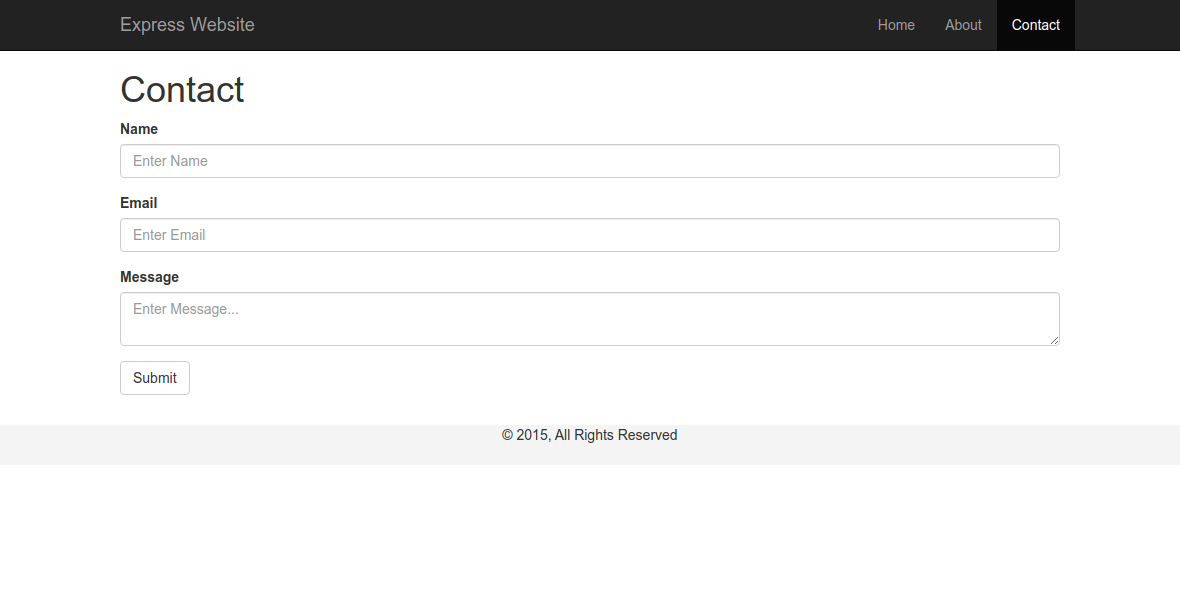 Express Website Home About Contact
Contact
Name
Enter Name
Email
Enter Email
Message
Enter Message...
Submit
© 2015, All Rights Reserved